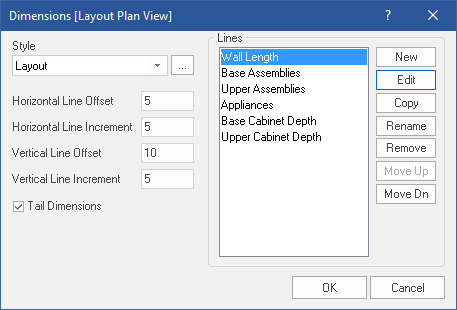 Dimensions [Layout Plan View]
?
Style
Layout
...
Horizontal Line Offset 5
Horizontal Line Increment 5
Vertical Line Offset 10
Vertical Line Increment 5
Tail Dimensions
Lines
Wall Length
Base Assemblies
Upper Assemblies
Appliances
Base Cabinet Depth
Upper Cabinet Depth
New
Edit
Copy
Rename
Remove
Move Up
Move Dn
OK
Cancel